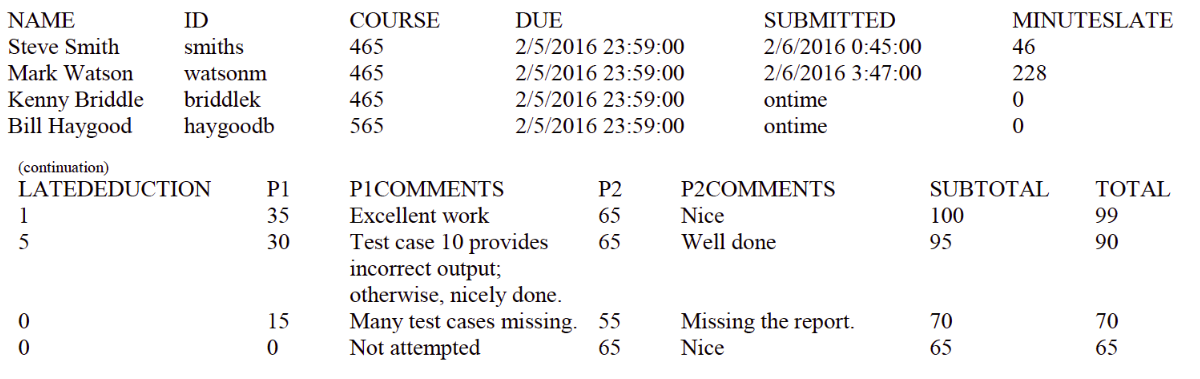 NAME ID COURSE DUE SUBMITTED MINUTESLATE
Steve Smith smiths 465 2/5/2016 23:59:00 2/6/2016 0:45:00 46
Mark Watson watsonm 465 2/5/2016 23:59:00 2/6/2016 3:47:00 228
Kenny Briddle briddlek 465 2/5/2016 23:59:00 ontime 0
Bill Haygood haygoodb 565 2/5/2016 23:59:00 ontime 0
(continuation)
LATEDEDUCTION P1 P1COMMENTS P2 P2COMMENTS SUBTOTAL TOTAL
1 35 Excellent work 65 Nice 100 99
5 30 Test case 10 provides 65 Well done 95 90
incorrect output;
otherwise, nicely done.
0 15 Many test cases missing. 55 Missing the report. 70 70
0 0 Not attempted 65 Nice 65 65